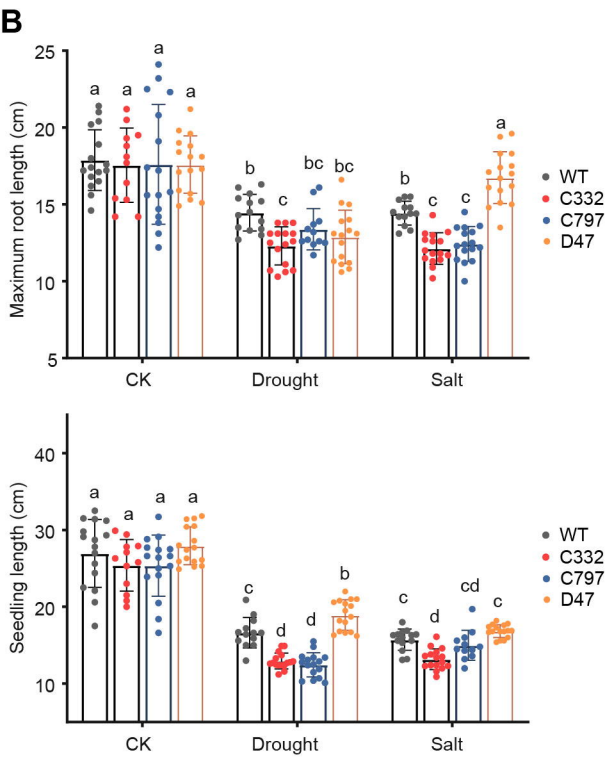 B
Maximum root length (cm)
25
20
15
10
5
a a a a
b c bc bc
b c c a
CK Drought Salt
WT
C332
C797
D47
Seedling length (cm)
40
30
20
10
a a a a
c d d b
c d cd c
CK Drought Salt
WT
C332
C797
D47